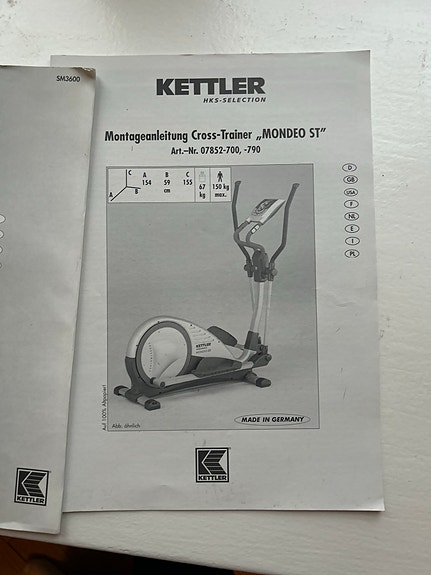 SM3600
KETTLER
KETTLER
HKS-SELECTION
Montageanleitung Cross-Trainer „MONDEO ST”
Art.–Nr. 07852-700, -790
C A B C
154 59 155
A B cm
67 kg
150 kg max.
D
GB
USA
F
NL
E
I
PL
KETTLER
Auf 100% Altpapier!
Abb. ähnlich
MADE IN GERMANY
KETTLER